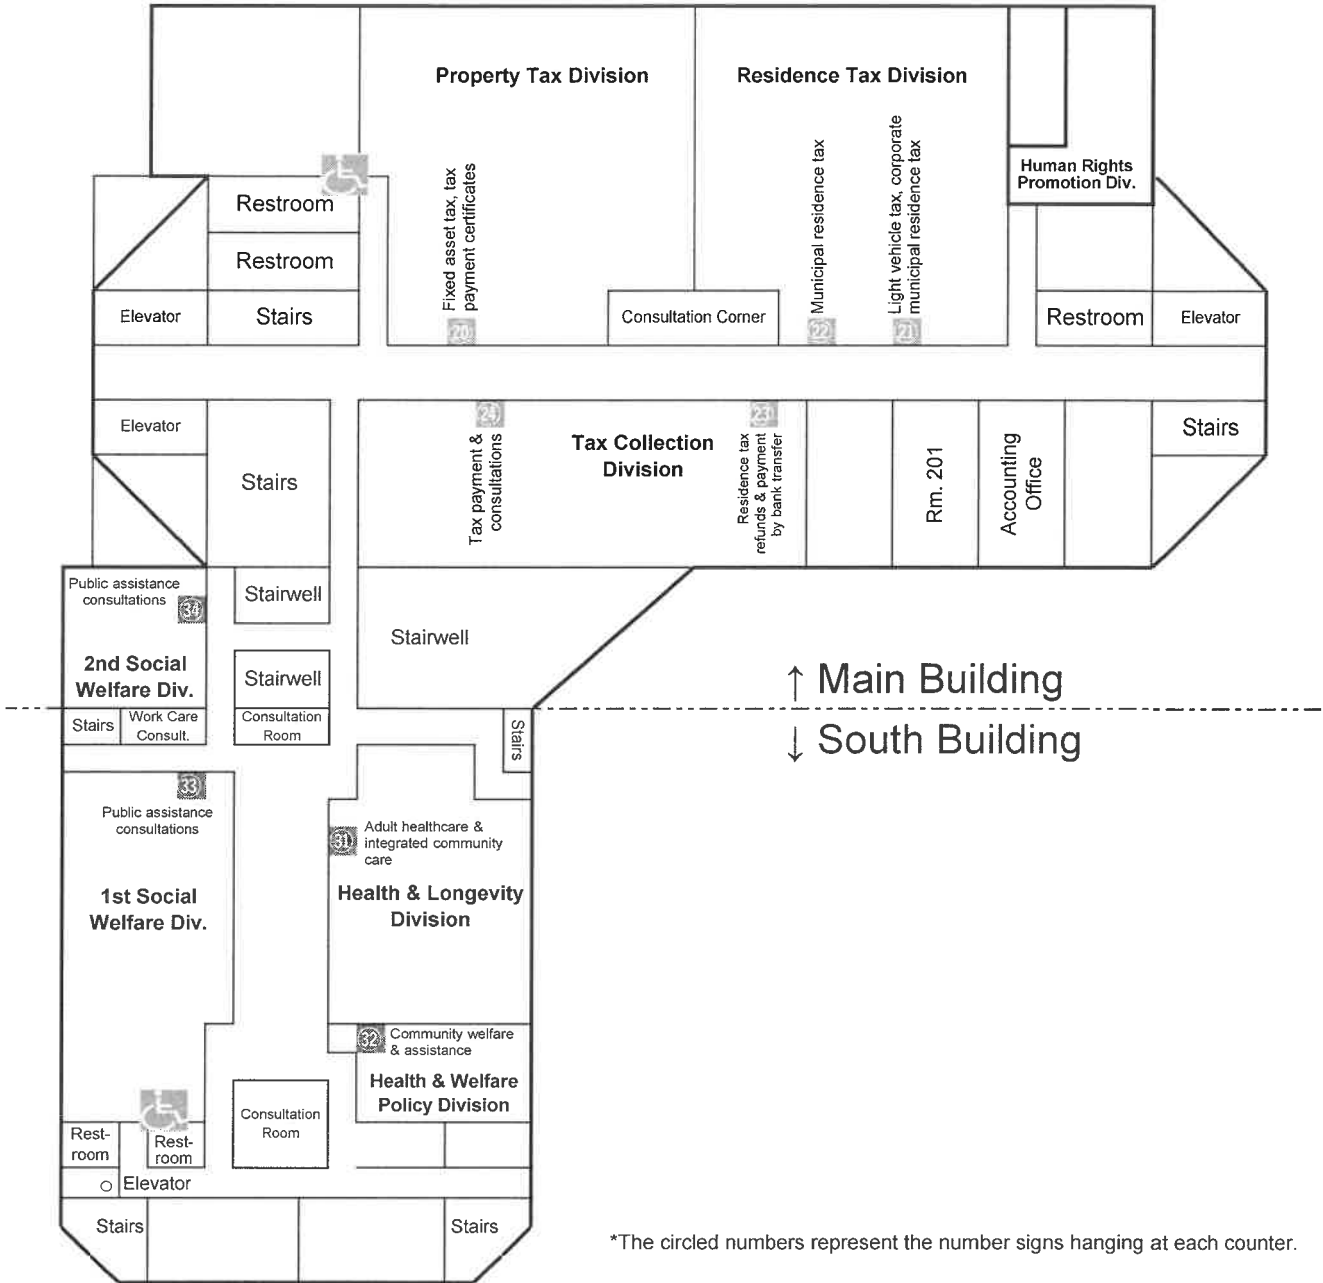 Property Tax Division
Residence Tax Division
Human Rights
Promotion Div.
Fixed asset tax, tax
payment certificates
20
Municipal residence tax
22
Light vehicle tax, corporate
municipal residence tax
21
Restroom
Restroom
Elevator
Stairs
Consultation Corner
Restroom
Elevator
Elevator
Stairs
24
Tax payment &
consultations
Tax Collection
Division
23
Residence tax
refunds & payment
by bank transfer
Rm. 201
Accounting
Office
Stairs
Public assistance
consultations
34
2nd Social
Welfare Div.
Stairwell
Stairwell
Stairwell
↑ Main Building
↓ South Building
Stairs
Work Care
Consult.
Consultation
Room
Stairs
33
Public assistance
consultations
1st Social
Welfare Div.
31
Adult healthcare &
integrated community
care
Health & Longevity
Division
32
Community welfare
& assistance
Health & Welfare
Policy Division
Consultation
Room
Rest-
room
Rest-
room
Elevator
Stairs
Stairs
*The circled numbers represent the number signs hanging at each counter.